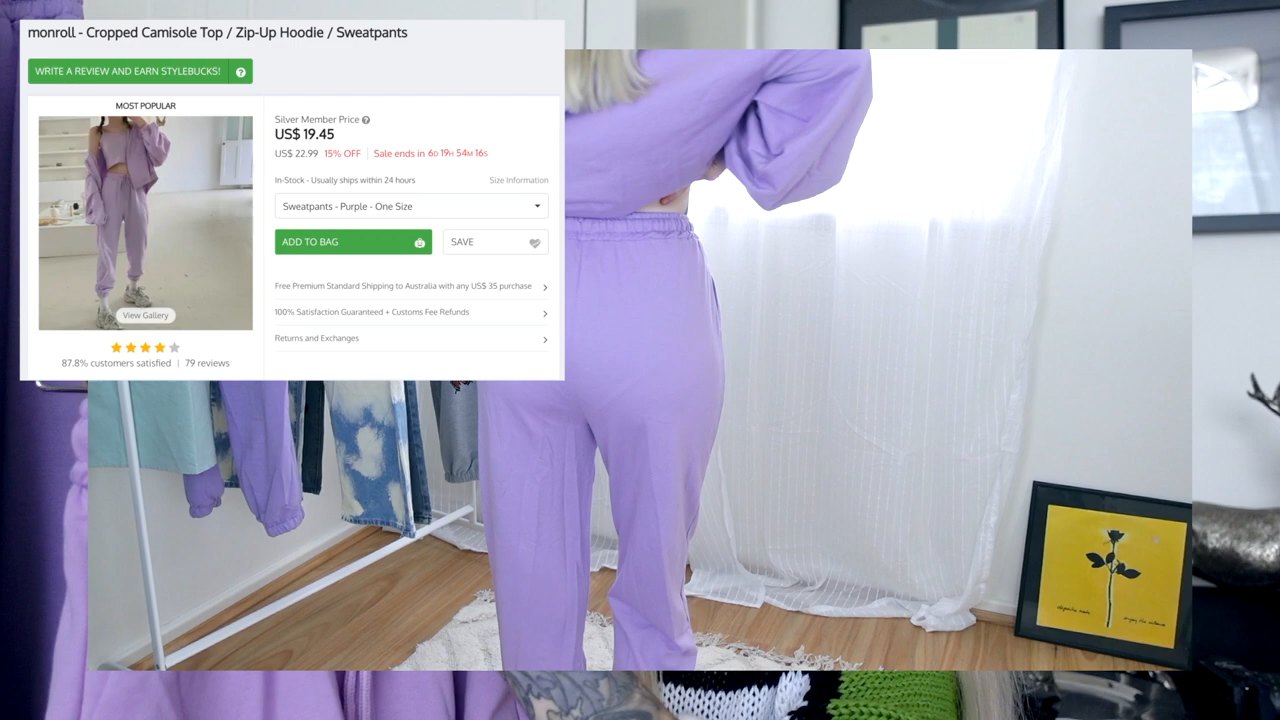 monroll - Cropped Camisole Top / Zip-Up Hoodie / Sweatpants
WRITE A REVIEW AND EARN STYLEBUCKS! ?
MOST POPULAR
View Gallery
87.8% customers satisfied | 79 reviews
Silver Member Price ?
US$ 19.45
US$ 22.99 15% OFF | Sale ends in 6D 19H 54M 16S
In-Stock - Usually ships within 24 hours Size Information
Sweatpants - Purple - One Size
ADD TO BAG SAVE
Free Premium Standard Shipping to Australia with any US$ 35 purchase
100% Satisfaction Guaranteed + Customs Fee Refunds
Returns and Exchanges